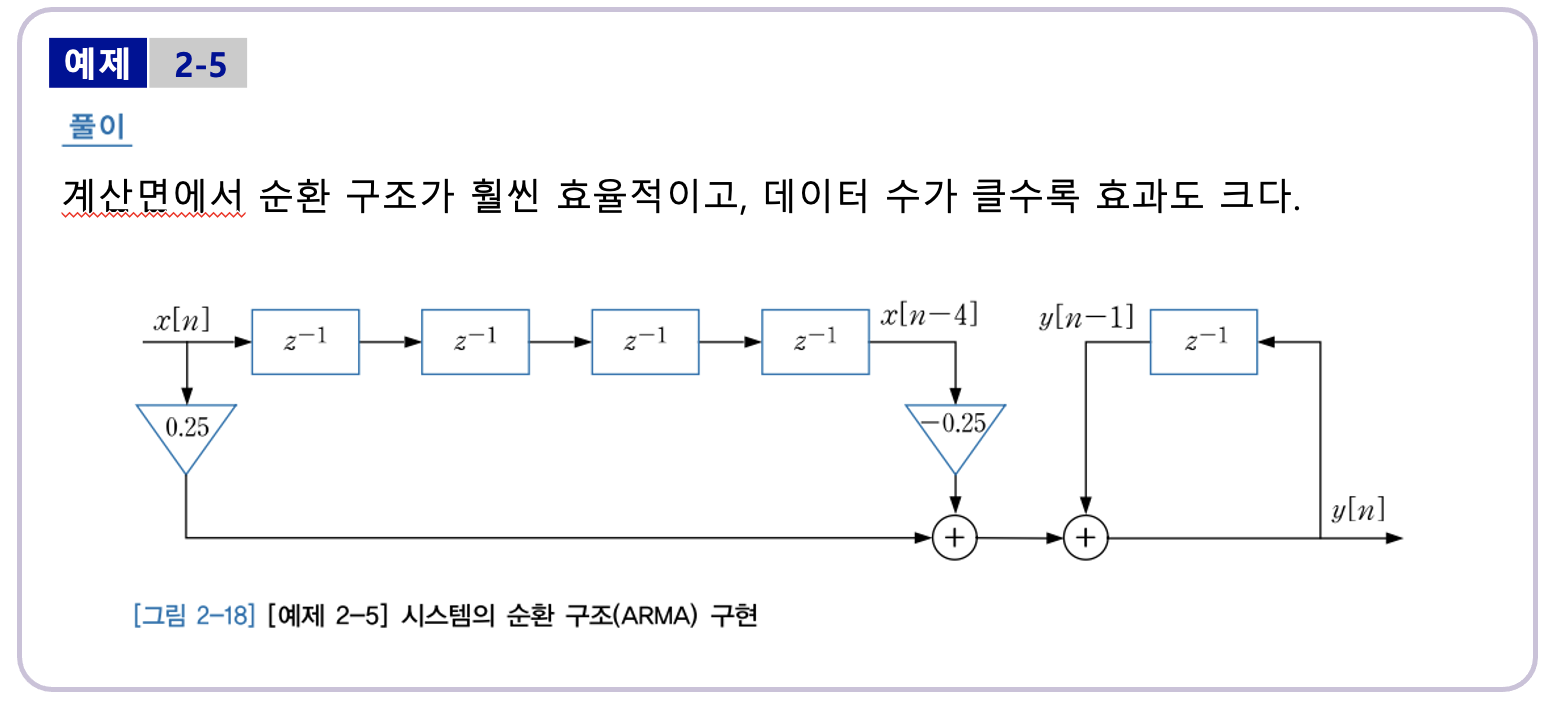 예제 2-5
풀이
계산면에서 순환 구조가 훨씬 효율적이고, 데이터 수가 클수록 효과도 크다.
x[n] z⁻¹ z⁻¹ z⁻¹ z⁻¹ x[n−4] y[n−1] z⁻¹
0.25 −0.25
+ + y[n]
[그림 2–18] [예제 2–5] 시스템의 순환 구조(ARMA) 구현